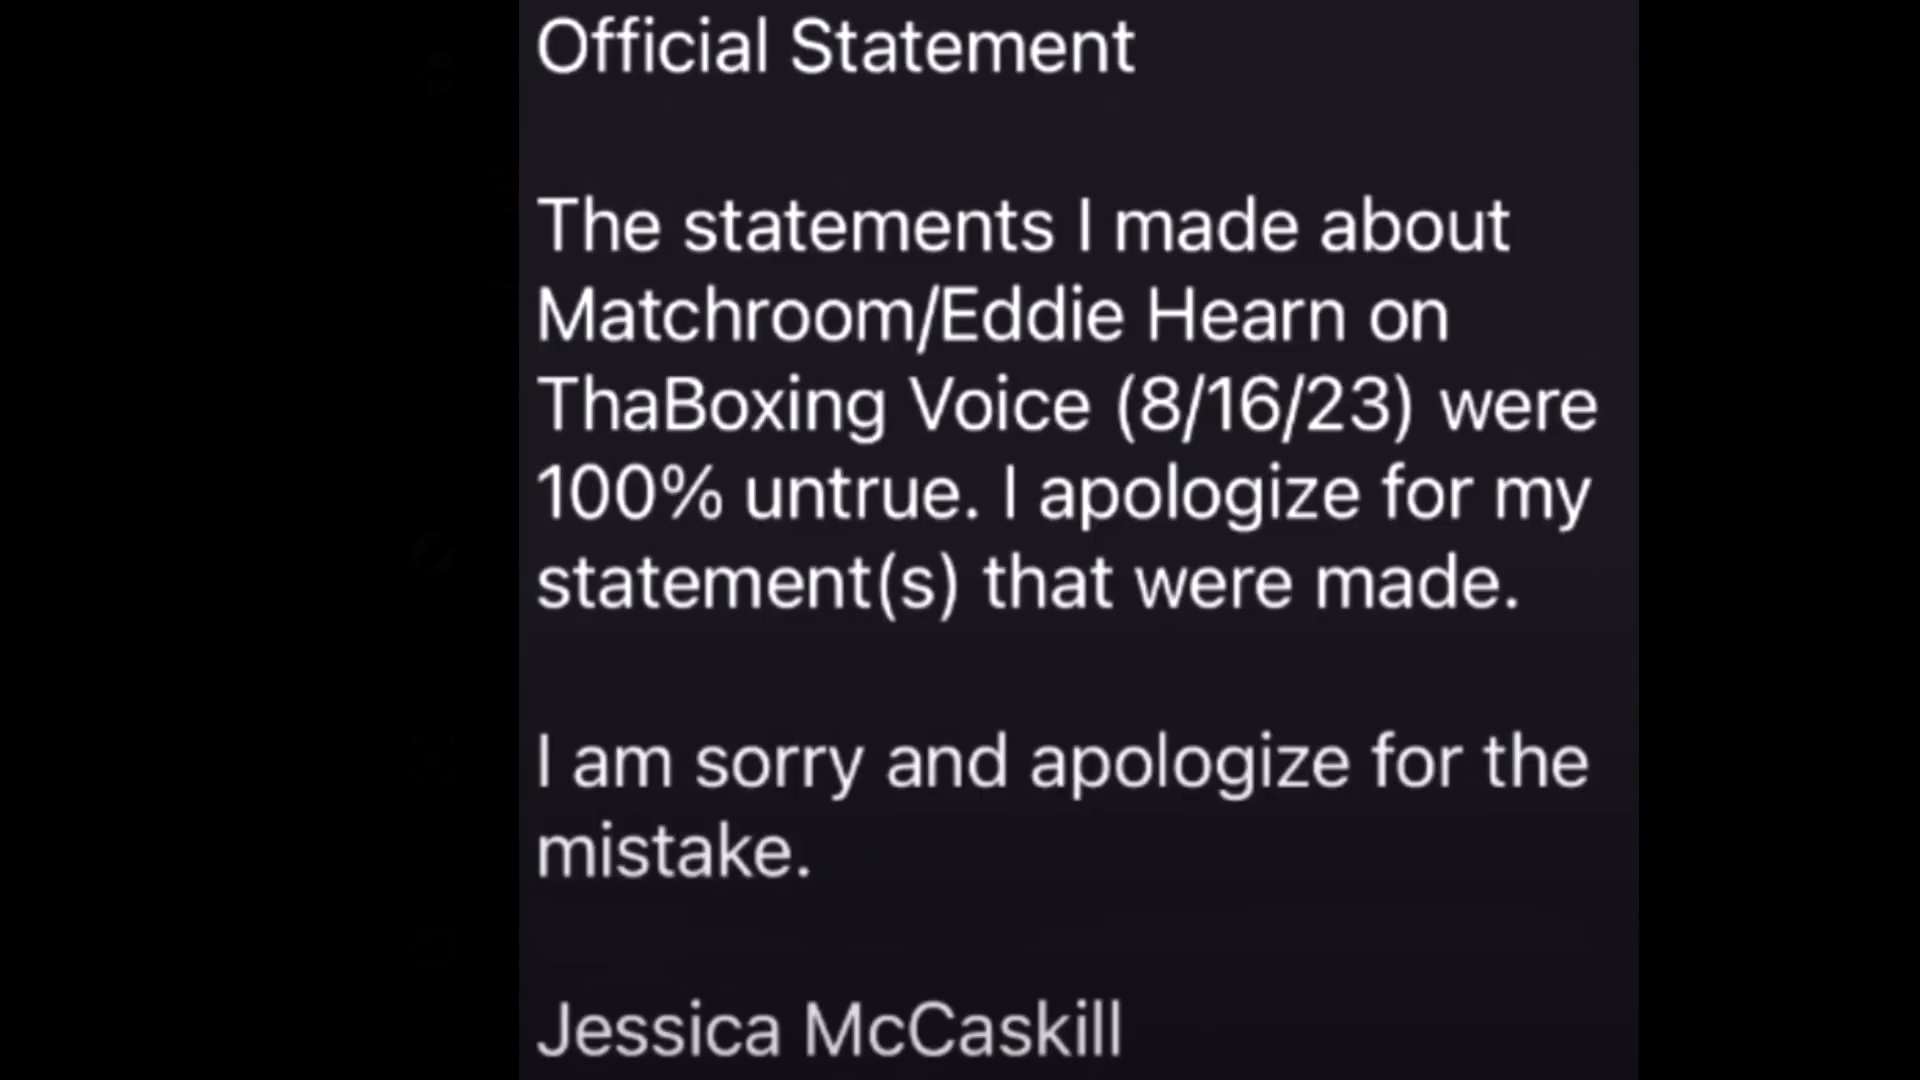 Official Statement
The statements I made about
Matchroom/Eddie Hearn on
ThaBoxing Voice (8/16/23) were
100% untrue. I apologize for my
statement(s) that were made.
I am sorry and apologize for the
mistake.
Jessica McCaskill